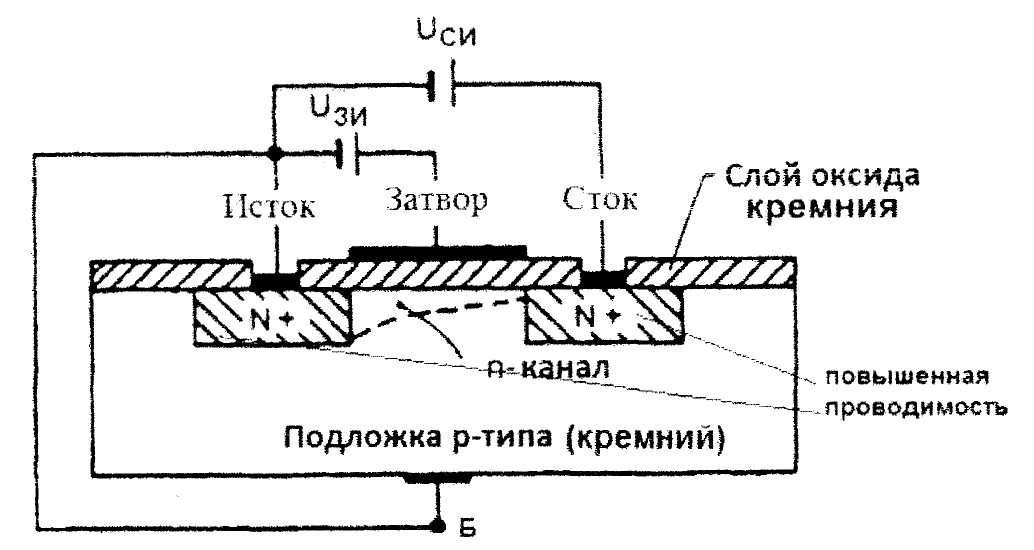 UСИ
UЗИ
Исток
Затвор
Сток
Слой оксида
кремния
N +
N +
n-канал
повышенная
проводимость
Подложка р-типа (кремний)
Б